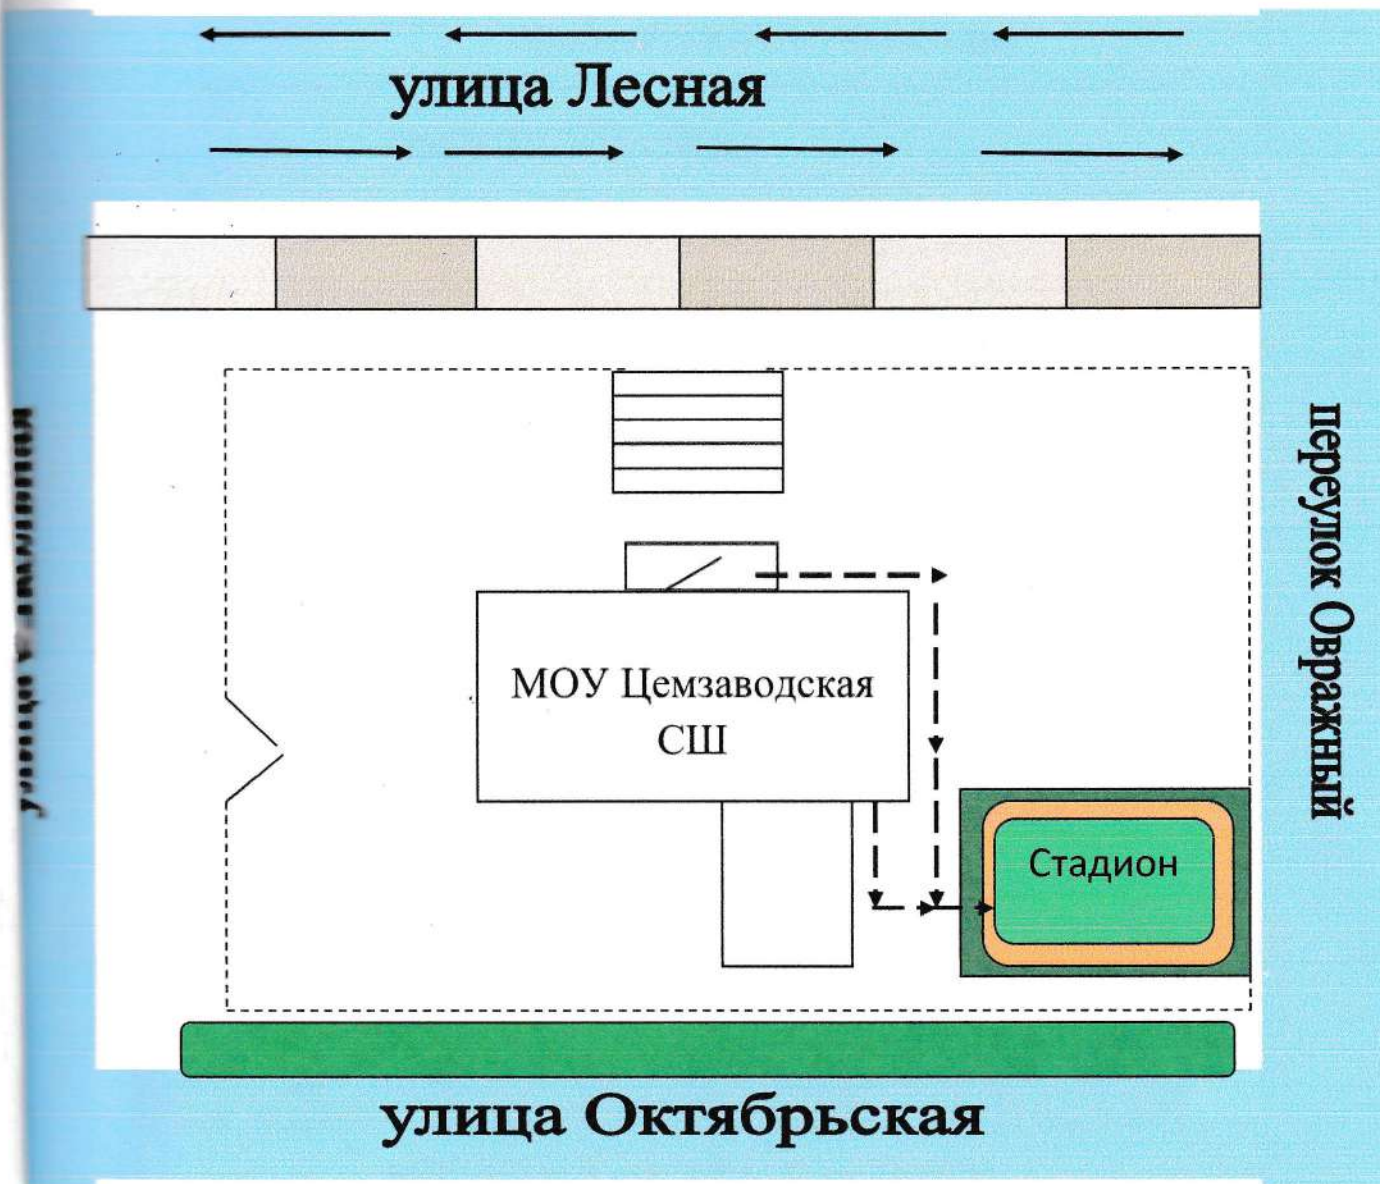 улица Лесная
переулок Овражный
МОУ Цемзаводская
СШ
Стадион
улица Октябрьская